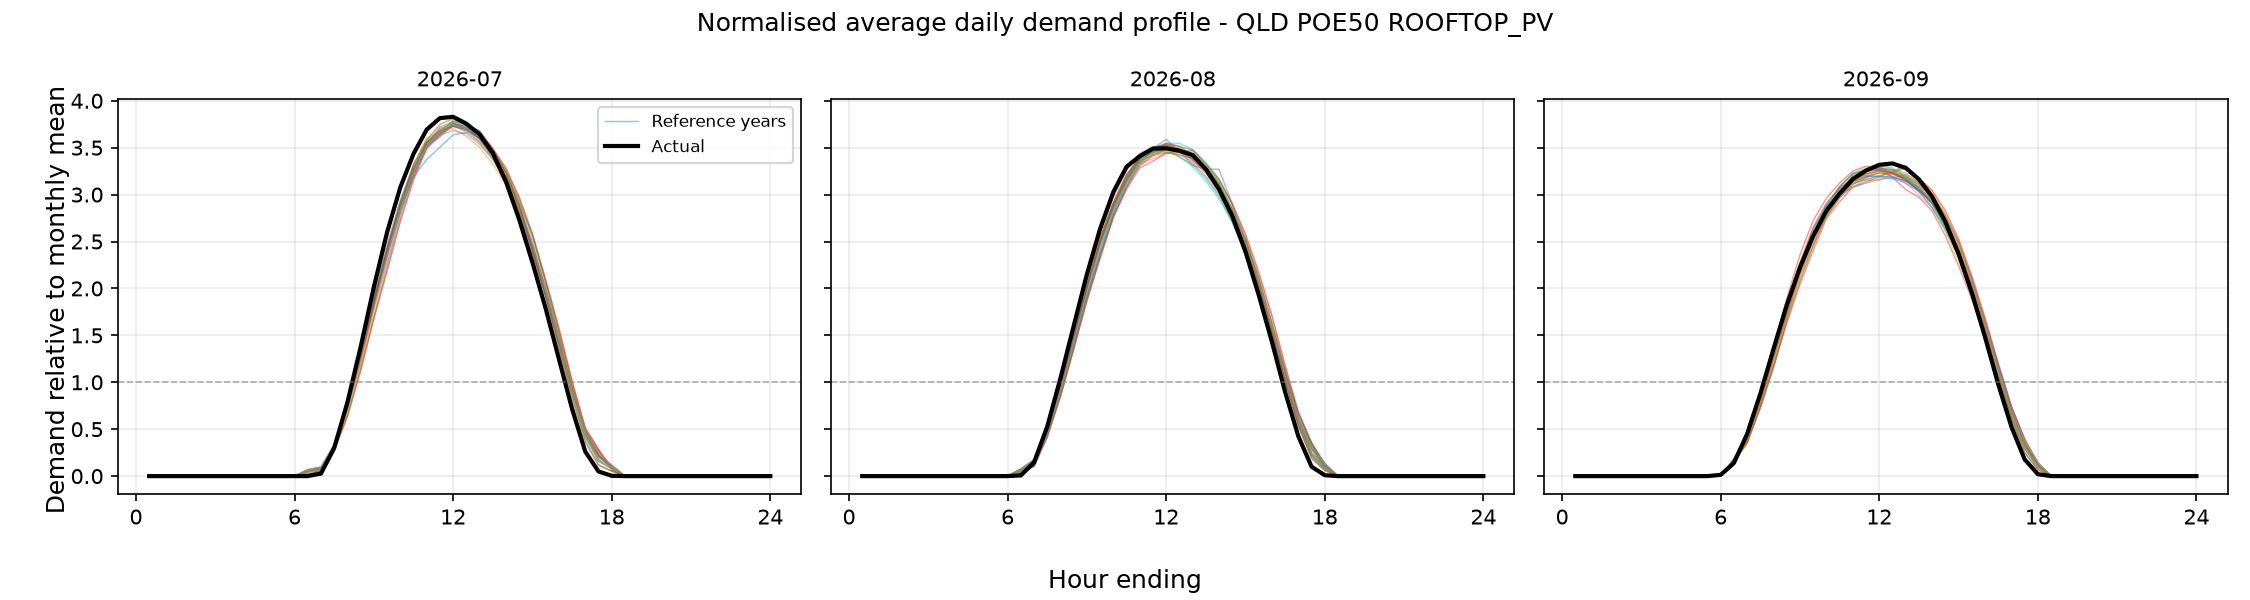 Normalised average daily demand profile - QLD POE50 ROOFTOP_PV
2026-07
2026-08
2026-09
Demand relative to monthly mean
4.0
3.5
3.0
2.5
2.0
1.5
1.0
0.5
0.0
Reference years
Actual
0 6 12 18 24
0 6 12 18 24
0 6 12 18 24
Hour ending